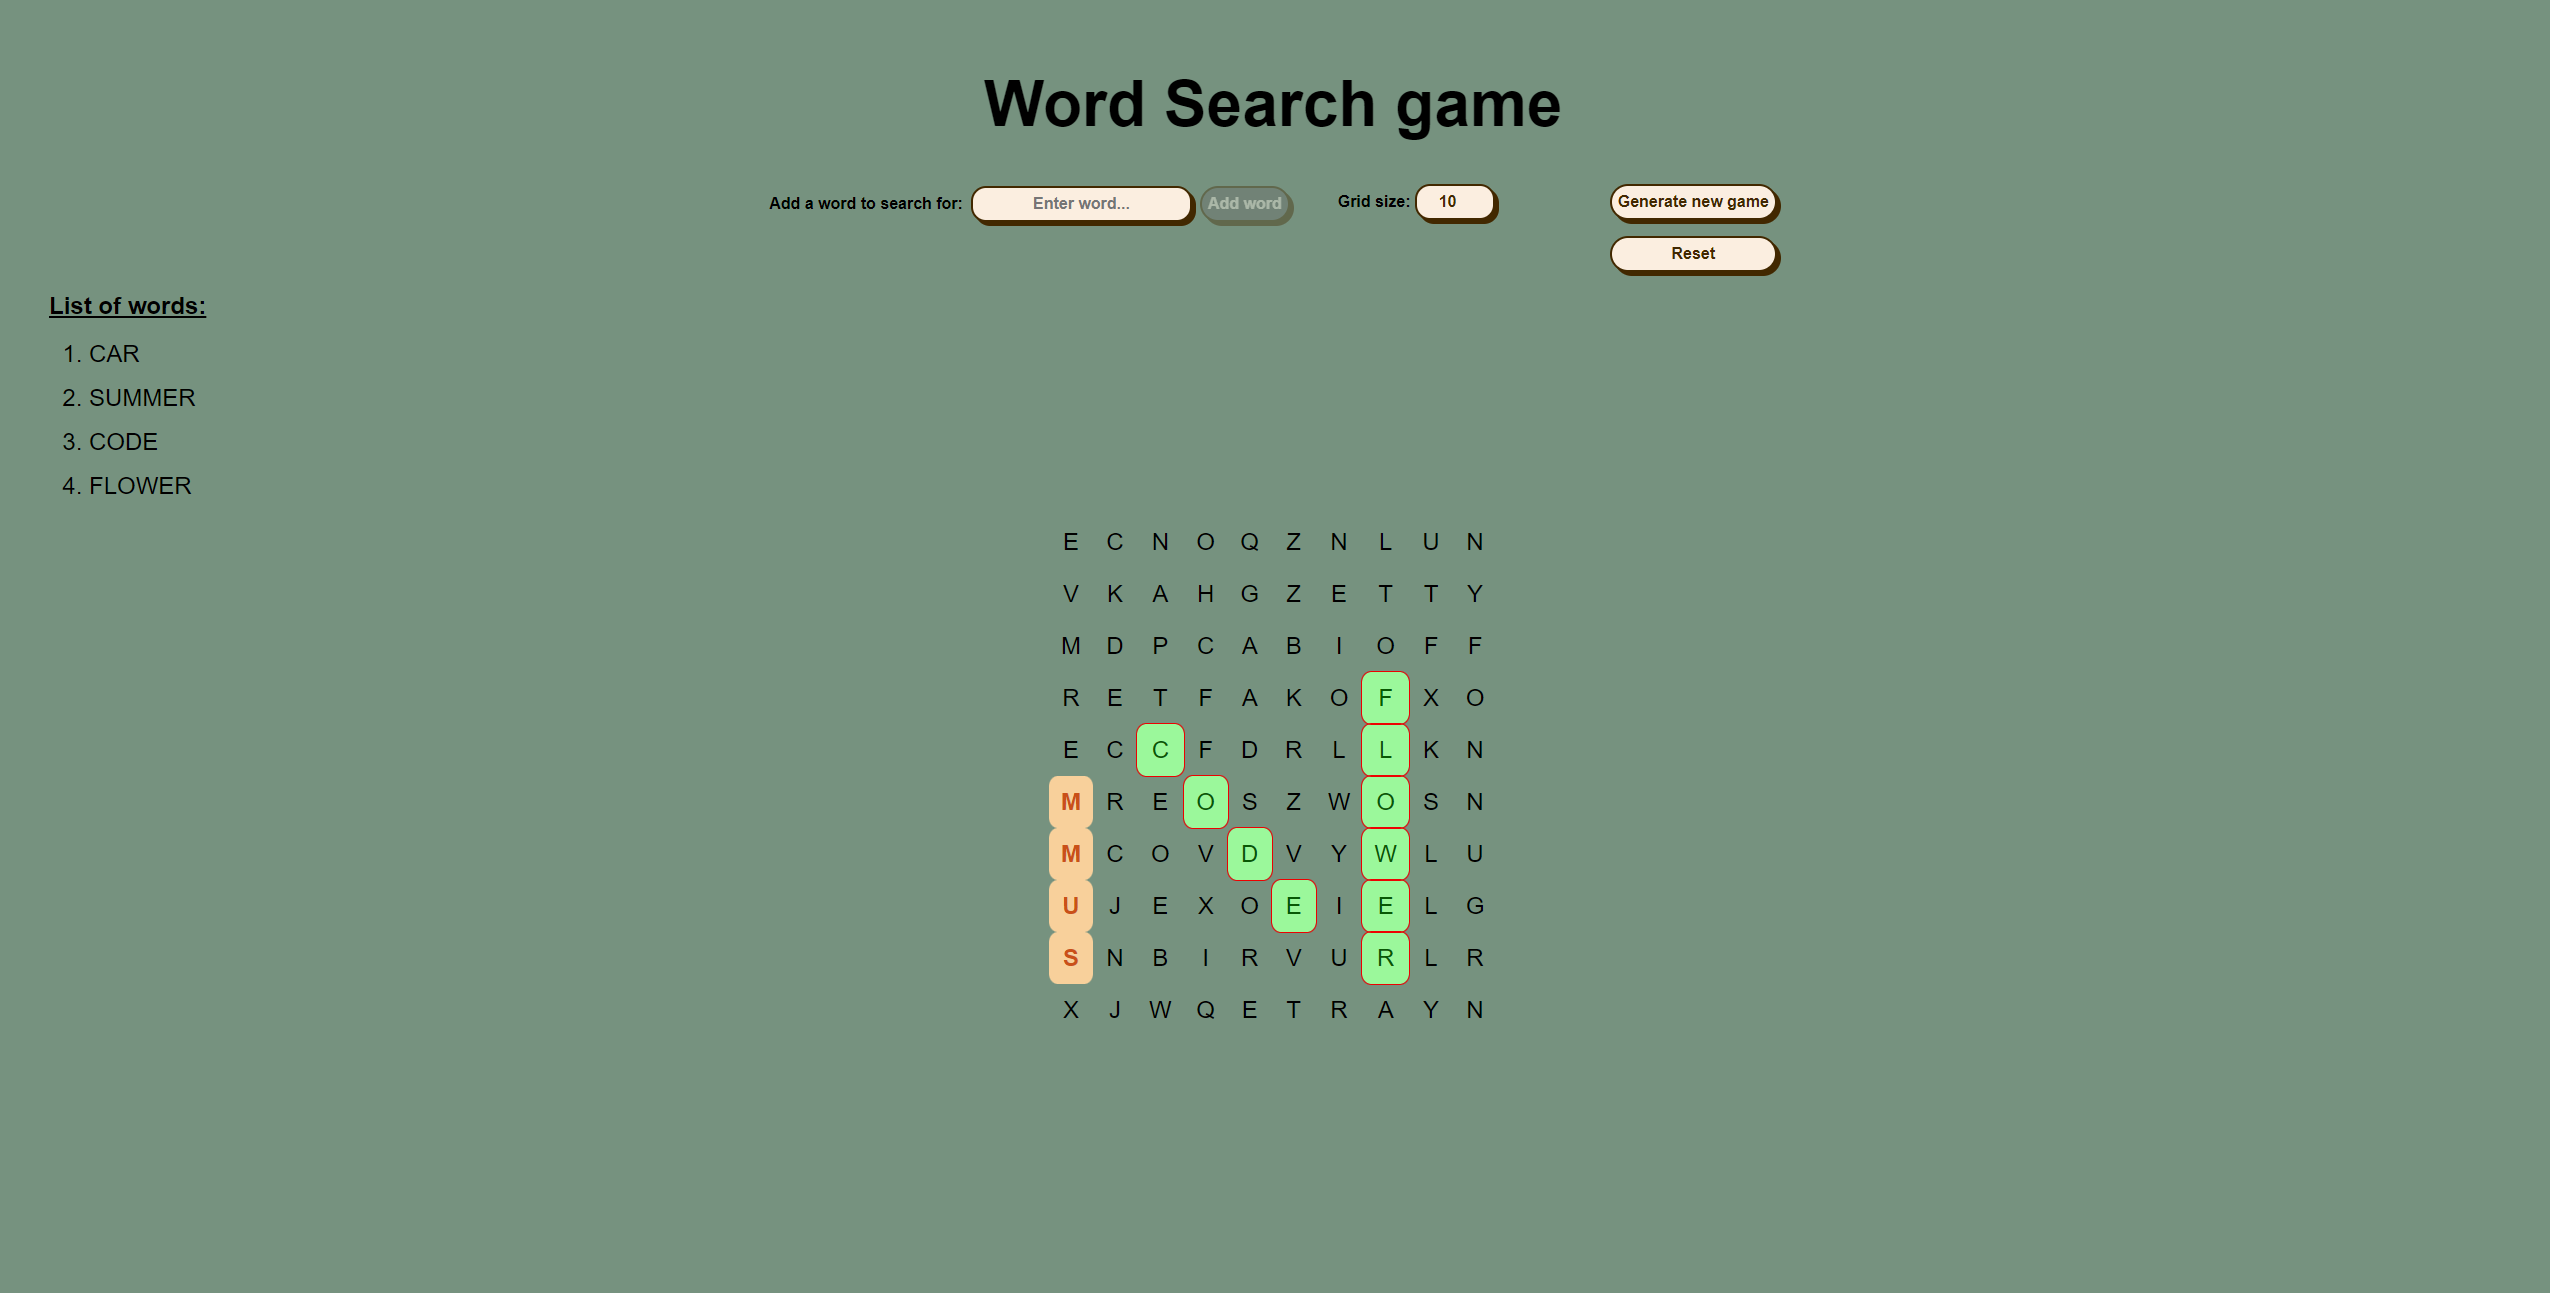 Word Search game
Add a word to search for: Enter word... Add word Grid size: 10 Generate new game
Reset
List of words:
1. CAR
2. SUMMER
3. CODE
4. FLOWER
E C N O Q Z N L U N
V K A H G Z E T T Y
M D P C A B I O F F
R E T F A K O F X O
E C C F D R L L K N
M R E O S Z W O S N
M C O V D V Y W L U
U J E X O E I E L G
S N B I R V U R L R
X J W Q E T R A Y N